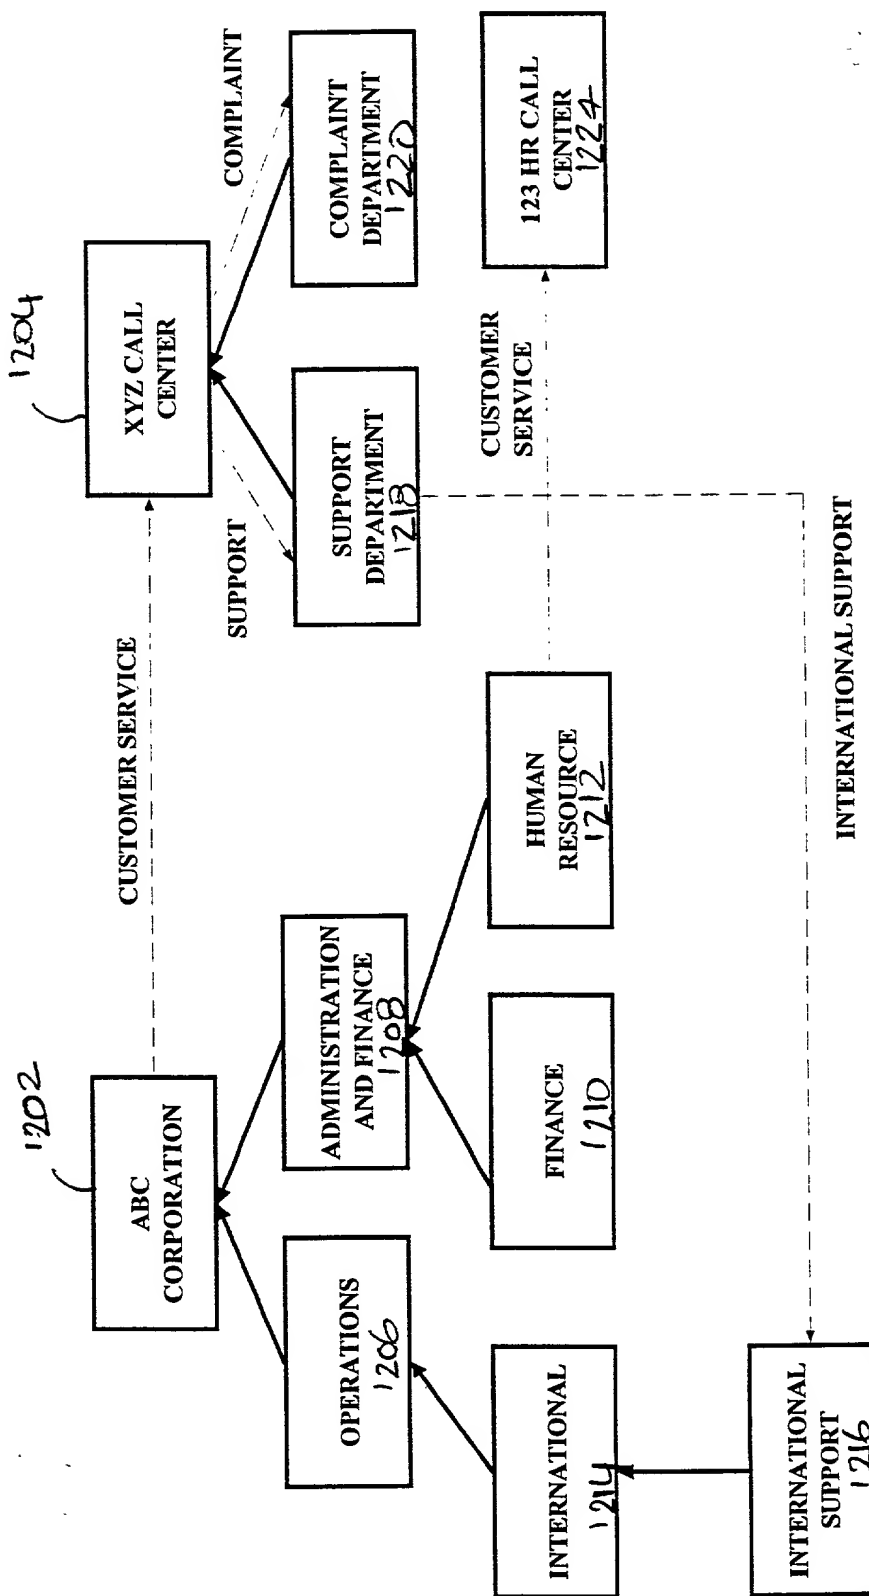 1202
ABC
CORPORATION
CUSTOMER SERVICE
1204
XYZ CALL
CENTER
OPERATIONS
1206
ADMINISTRATION
AND FINANCE
1208
SUPPORT
SUPPORT
DEPARTMENT
1218
COMPLAINT
COMPLAINT
DEPARTMENT
1220
INTERNATIONAL
1214
FINANCE
1210
HUMAN
RESOURCE
1212
CUSTOMER
SERVICE
123 HR CALL
CENTER
1224
INTERNATIONAL
SUPPORT
1216
INTERNATIONAL SUPPORT